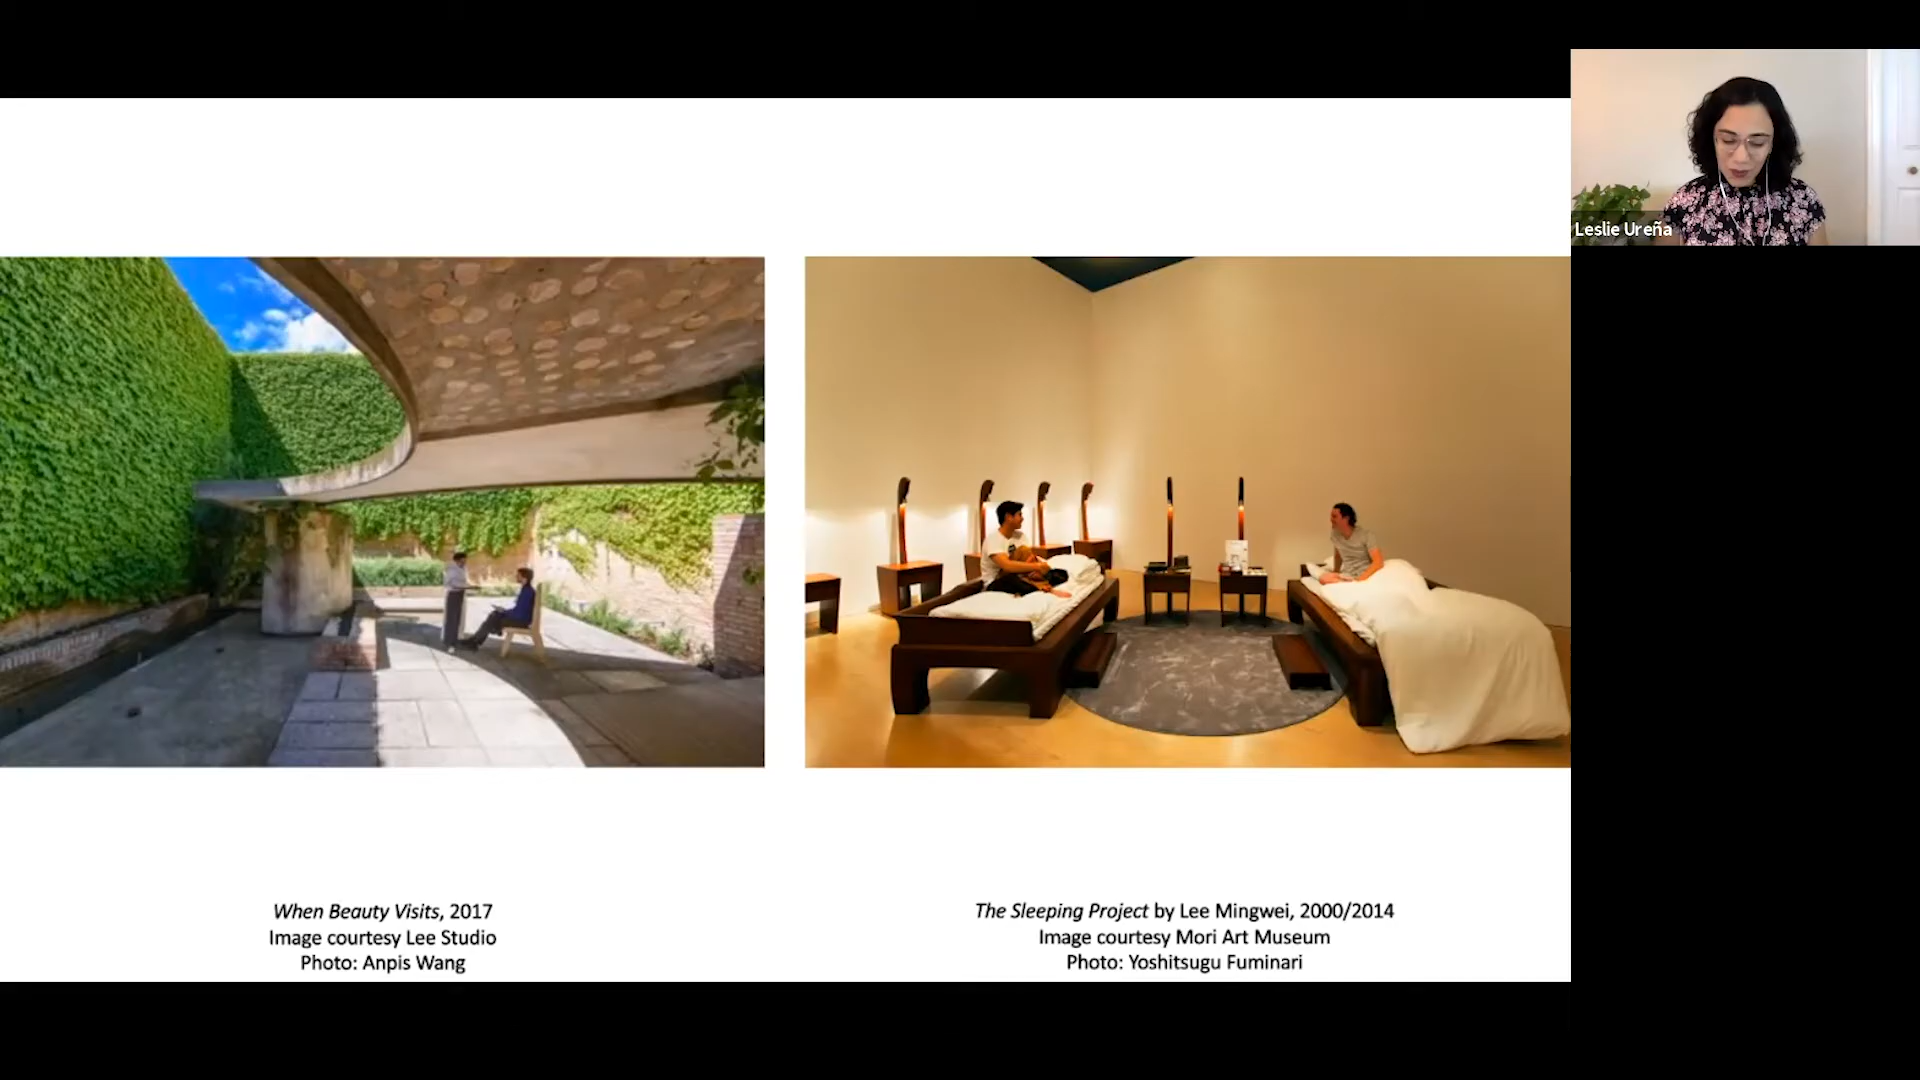 Leslie Ureña
When Beauty Visits, 2017
Image courtesy Lee Studio
Photo: Anpis Wang
The Sleeping Project by Lee Mingwei, 2000/2014
Image courtesy Mori Art Museum
Photo: Yoshitsugu Fuminari